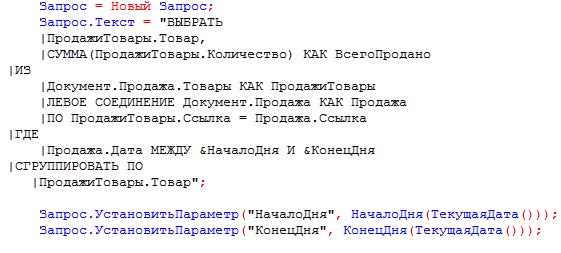 Запрос = Новый Запрос;
Запрос.Текст = "ВЫБРАТЬ
|ПродажиТовары.Товар,
|СУММА(ПродажиТовары.Количество) КАК ВсегоПродано
|ИЗ
|Документ.Продажа.Товары КАК ПродажиТовары
|ЛЕВОЕ СОЕДИНЕНИЕ Документ.Продажа КАК Продажа
|ПО ПродажиТовары.Ссылка = Продажа.Ссылка
|ГДЕ
|Продажа.Дата МЕЖДУ &НачалоДня И &КонецДня
|СГРУППИРОВАТЬ ПО
|ПродажиТовары.Товар";
Запрос.УстановитьПараметр("НачалоДня", НачалоДня(ТекущаяДата()));
Запрос.УстановитьПараметр("КонецДня", КонецДня(ТекущаяДата()));